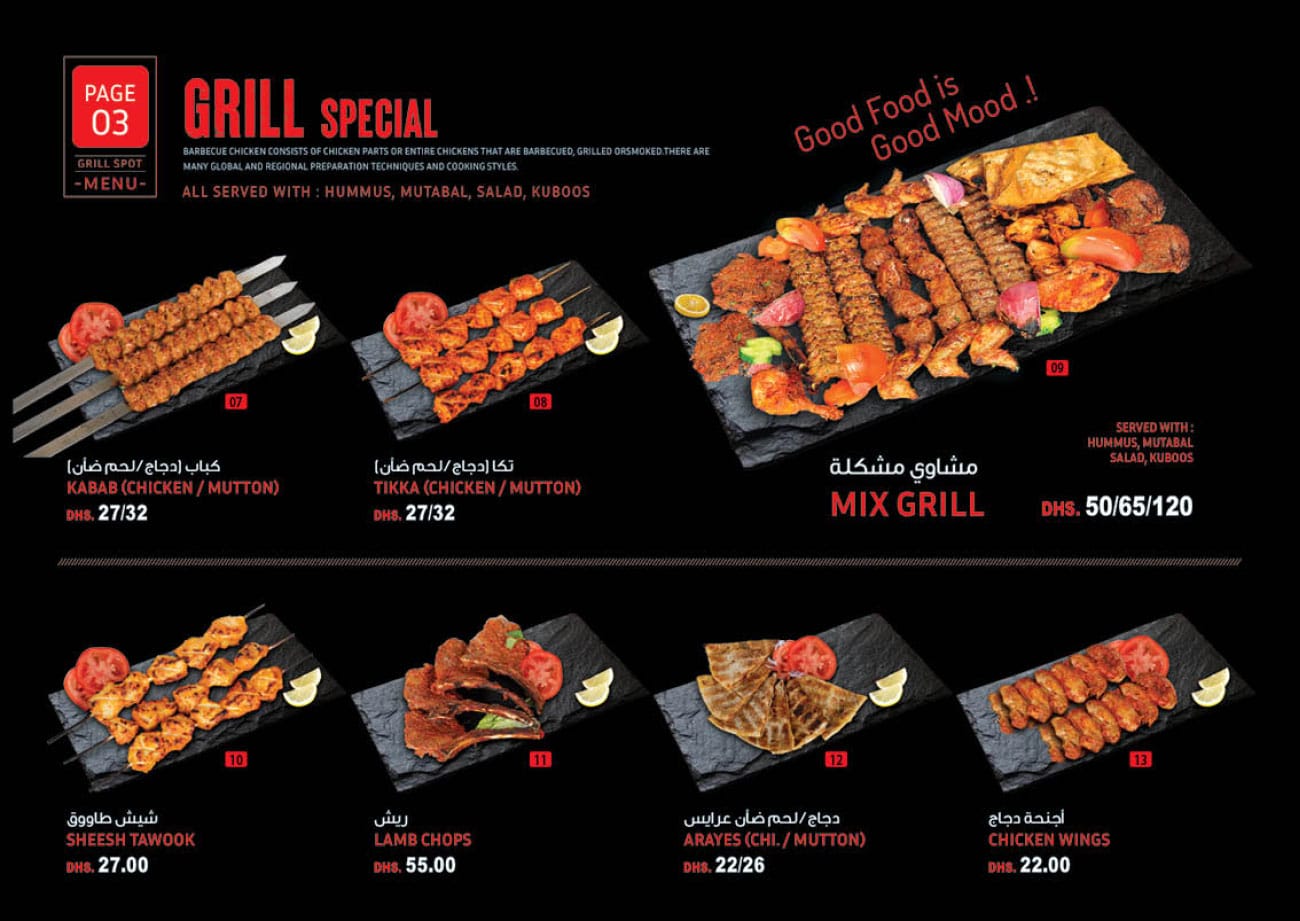 PAGE
03
GRILL SPOT
-MENU-
GRILL SPECIAL
BARBECUE CHICKEN CONSISTS OF CHICKEN PARTS OR ENTIRE CHICKENS THAT ARE BARBECUED, GRILLED ORSMOKED.THERE ARE
MANY GLOBAL AND REGIONAL PREPARATION TECHNIQUES AND COOKING STYLES.
ALL SERVED WITH : HUMMUS, MUTABAL, SALAD, KUBOOS
Good Food is
Good Mood .!
07
كباب (دجاج/لحم ضأن)
KABAB (CHICKEN / MUTTON)
DHS. 27/32
08
تكا (دجاج/لحم ضأن)
TIKKA (CHICKEN / MUTTON)
DHS. 27/32
09
مشاوي مشكلة
MIX GRILL
SERVED WITH :
HUMMUS, MUTABAL
SALAD, KUBOOS
DHS. 50/65/120
10
شيش طاووق
SHEESH TAWOOK
DHS. 27.00
11
ريش
LAMB CHOPS
DHS. 55.00
12
دجاج/لحم ضأن عرايس
ARAYES (CHI. / MUTTON)
DHS. 22/26
13
أجنحة دجاج
CHICKEN WINGS
DHS. 22.00